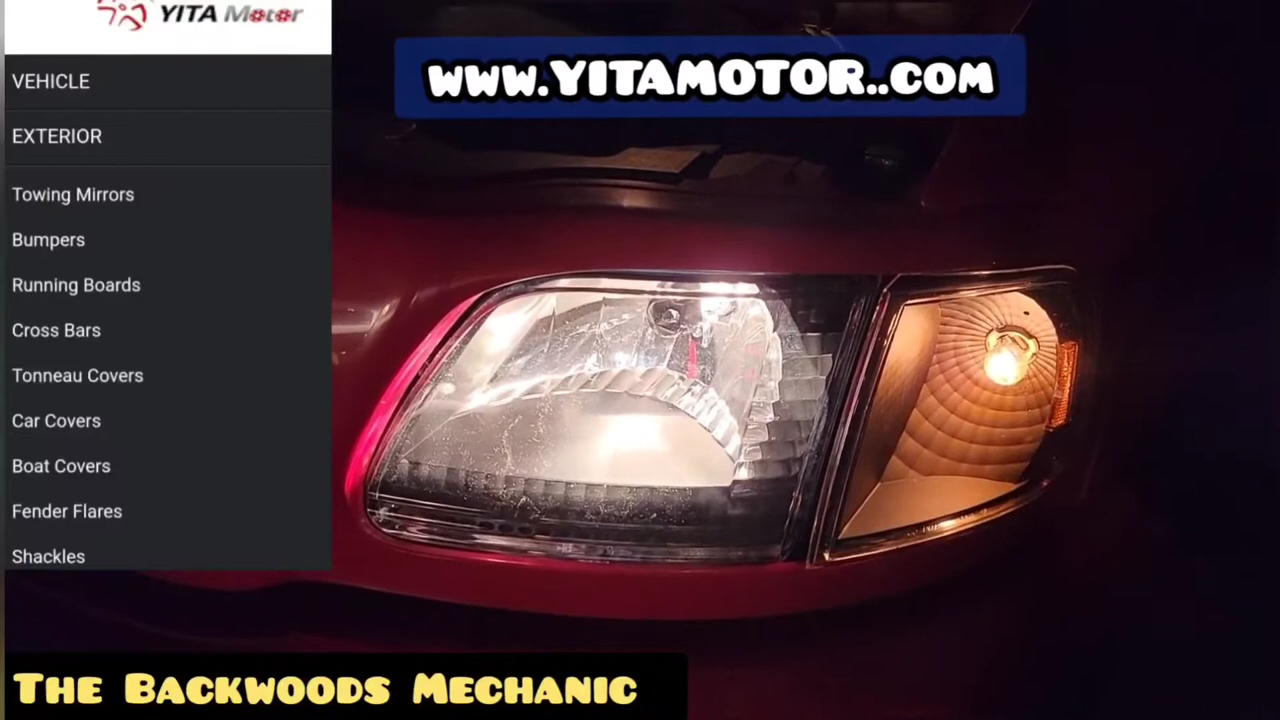 YITA Motor
www.YITAMOTOR..com
VEHICLE
EXTERIOR
Towing Mirrors
Bumpers
Running Boards
Cross Bars
Tonneau Covers
Car Covers
Boat Covers
Fender Flares
Shackles
The Backwoods Mechanic